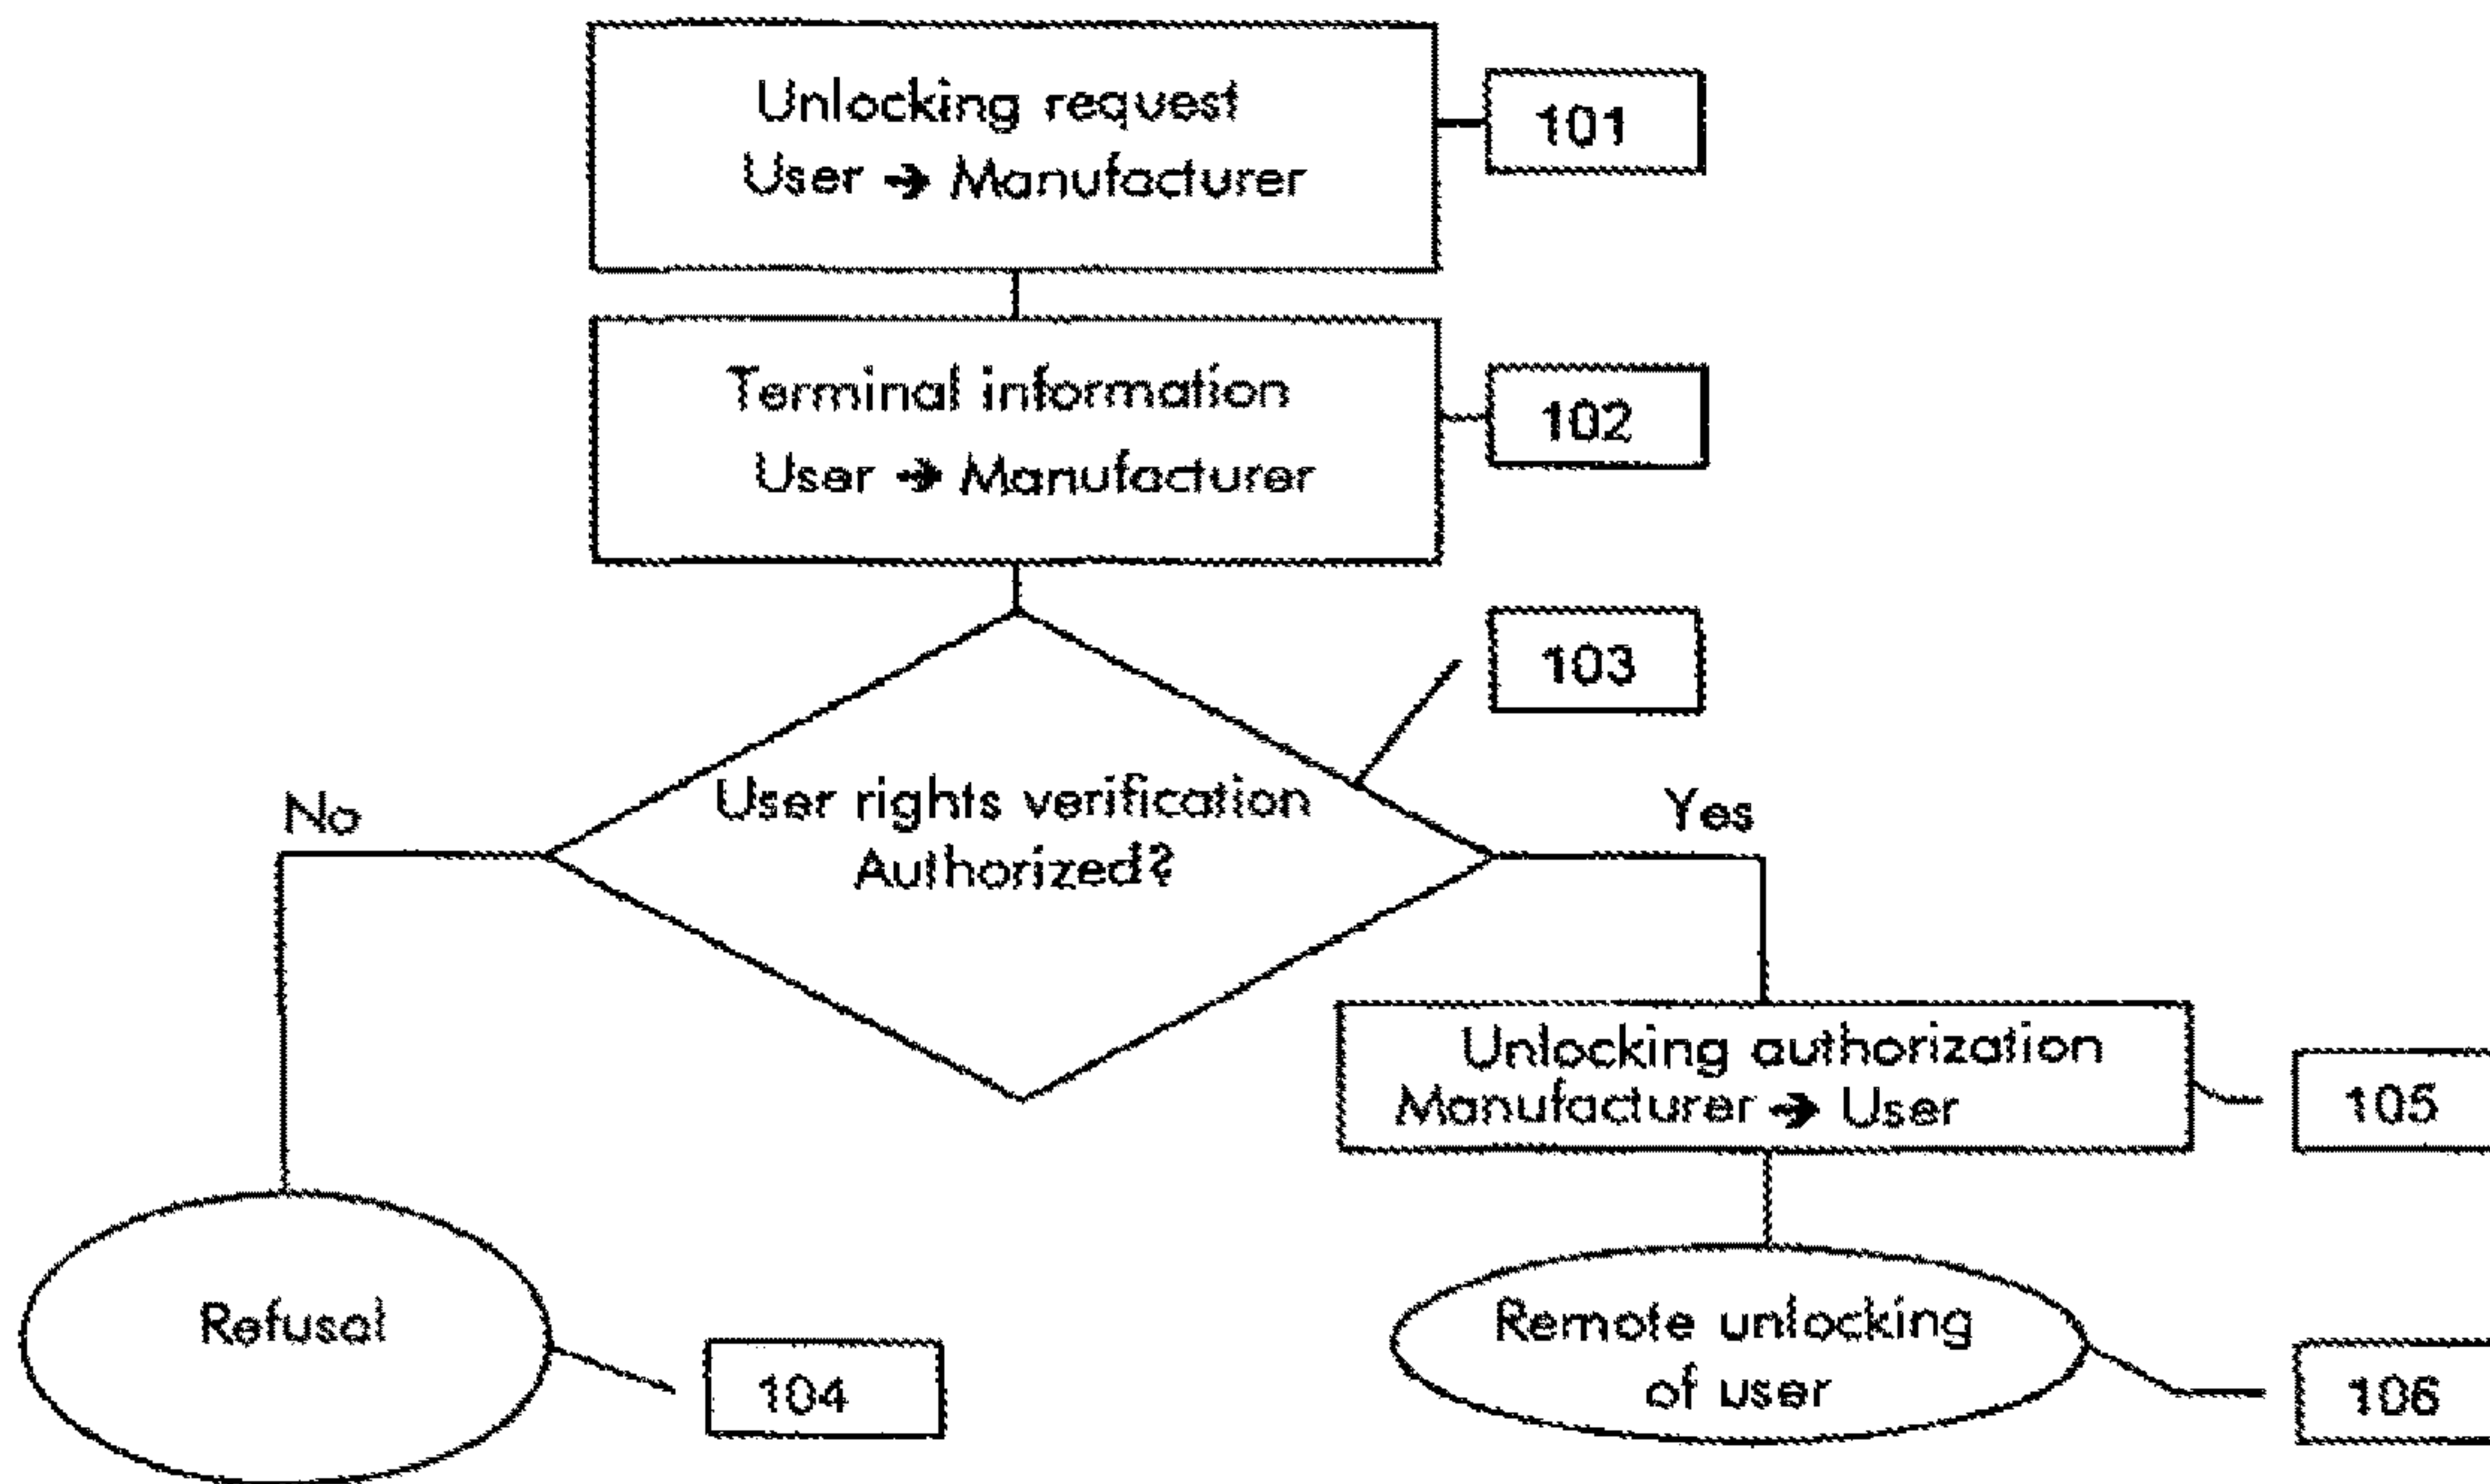 Unlocking request
User → Manufacturer
101
Terminal information
User → Manufacturer
102
103
No
User rights verification
Authorized?
Yes
Unlocking authorization
Manufacturer → User
105
Refusal
104
Remote unlocking
of user
106